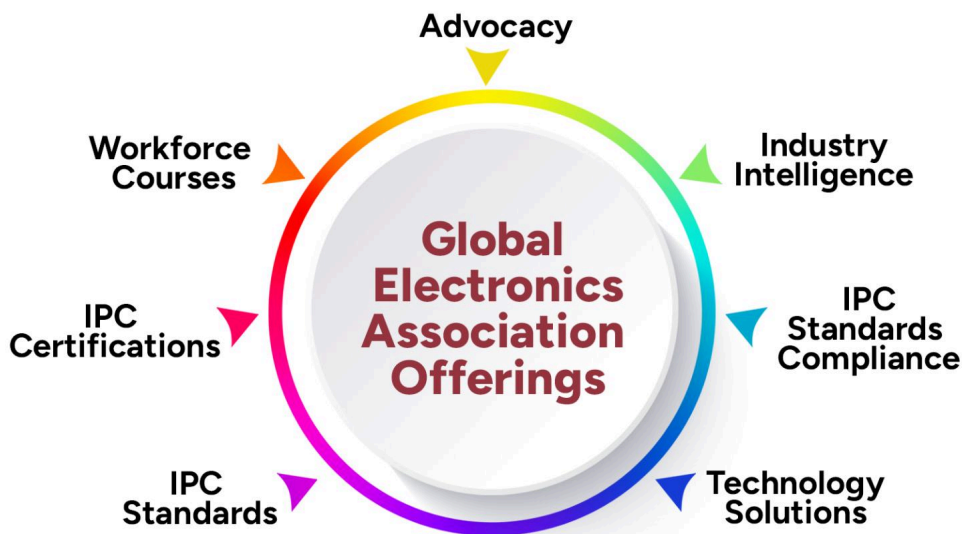 Advocacy
Workforce
Courses
Industry
Intelligence
Global
Electronics
Association
Offerings
IPC
Certifications
IPC
Standards
Compliance
IPC
Standards
Technology
Solutions